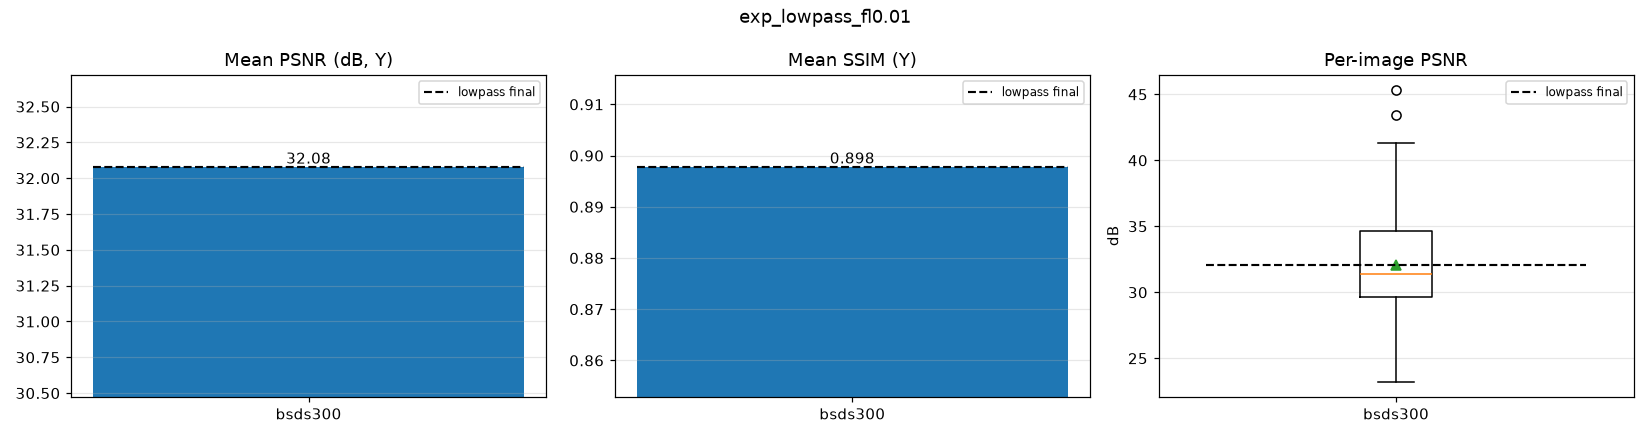 exp_lowpass_fl0.01
Mean PSNR (dB, Y)
lowpass final
32.08
32.50
32.25
32.00
31.75
31.50
31.25
31.00
30.75
30.50
bsds300
Mean SSIM (Y)
lowpass final
0.898
0.91
0.90
0.89
0.88
0.87
0.86
bsds300
Per-image PSNR
lowpass final
dB
45
40
35
30
25
bsds300